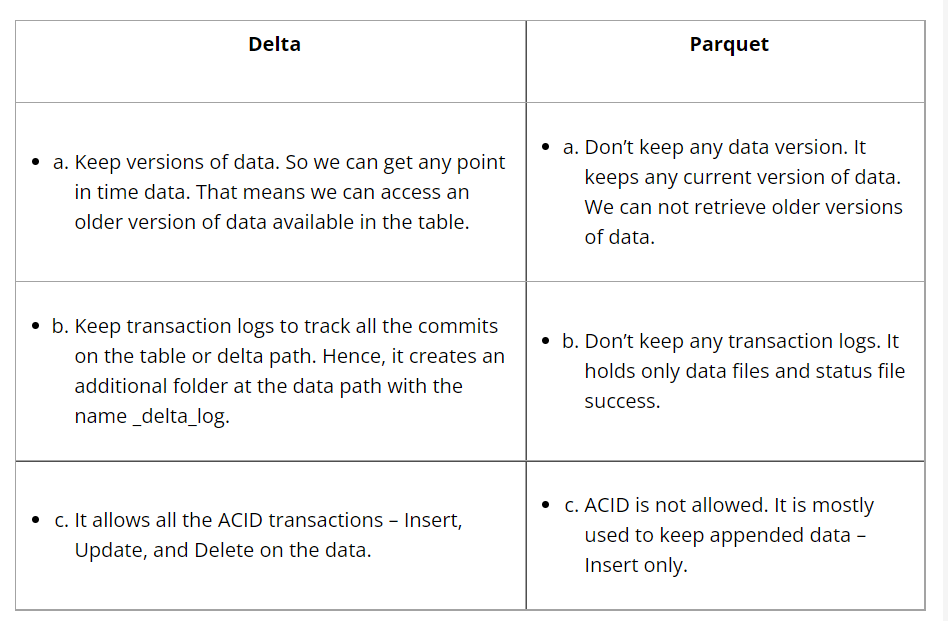 Delta
Parquet
• a. Keep versions of data. So we can get any point
in time data. That means we can access an
older version of data available in the table.
• a. Don’t keep any data version. It
keeps any current version of data.
We can not retrieve older versions
of data.
• b. Keep transaction logs to track all the commits
on the table or delta path. Hence, it creates an
additional folder at the data path with the
name _delta_log.
• b. Don’t keep any transaction logs. It
holds only data files and status file
success.
• c. It allows all the ACID transactions – Insert,
Update, and Delete on the data.
• c. ACID is not allowed. It is mostly
used to keep appended data –
Insert only.